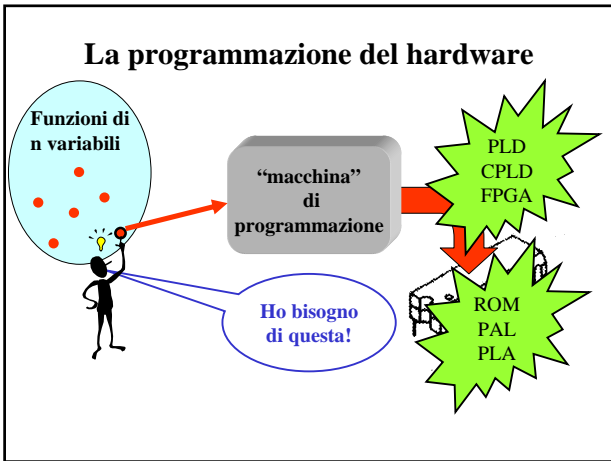 La programmazione del hardware
Funzioni di
n variabili
“macchina”
di
programmazione
PLD
CPLD
FPGA
Ho bisogno
di questa!
ROM
PAL
PLA